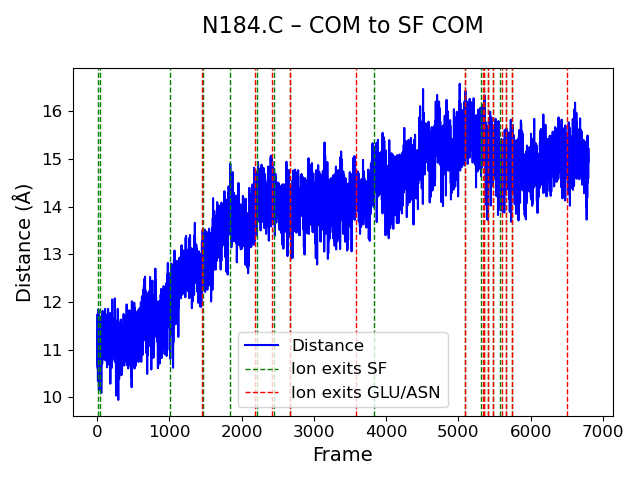 N184.C – COM to SF COM
Distance (Å)
16
15
14
13
12
11
10
Distance
Ion exits SF
Ion exits GLU/ASN
0 1000 2000 3000 4000 5000 6000 7000
Frame